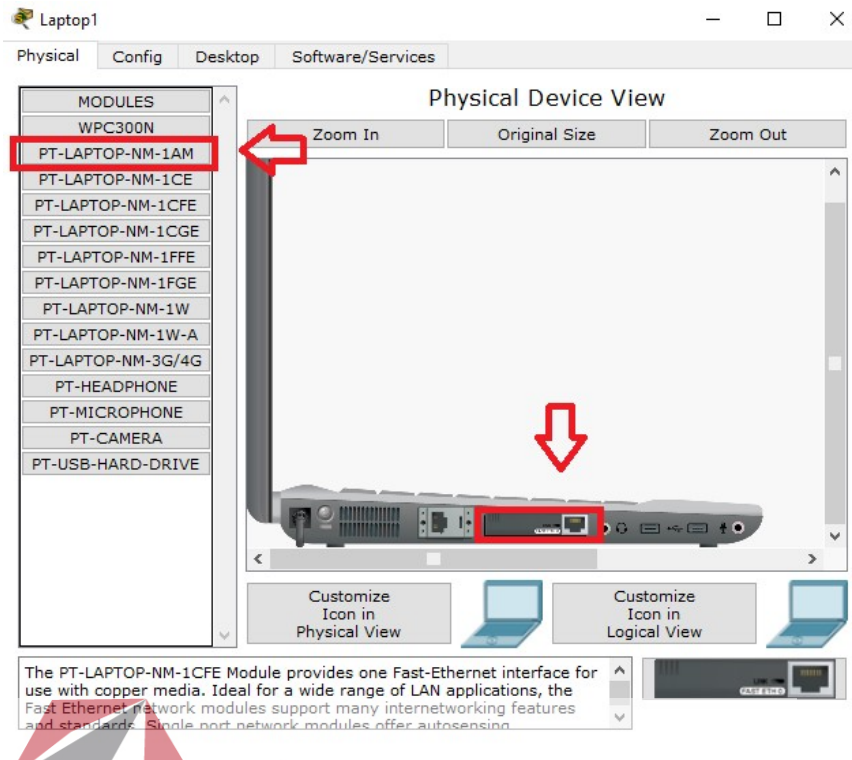 Laptop1
Physical Config Desktop Software/Services
MODULES
WPC300N
PT-LAPTOP-NM-1AM
PT-LAPTOP-NM-1CE
PT-LAPTOP-NM-1CFE
PT-LAPTOP-NM-1CGE
PT-LAPTOP-NM-1FFE
PT-LAPTOP-NM-1FGE
PT-LAPTOP-NM-1W
PT-LAPTOP-NM-1W-A
PT-LAPTOP-NM-3G/4G
PT-HEADPHONE
PT-MICROPHONE
PT-CAMERA
PT-USB-HARD-DRIVE
Physical Device View
Zoom In Original Size Zoom Out
Customize
Icon in
Physical View
Customize
Icon in
Logical View
The PT-LAPTOP-NM-1CFE Module provides one Fast-Ethernet interface for
use with copper media. Ideal for a wide range of LAN applications, the
Fast Ethernet network modules support many internetworking features
and standards. Single port network modules offer autosensing
FAST ETH 0